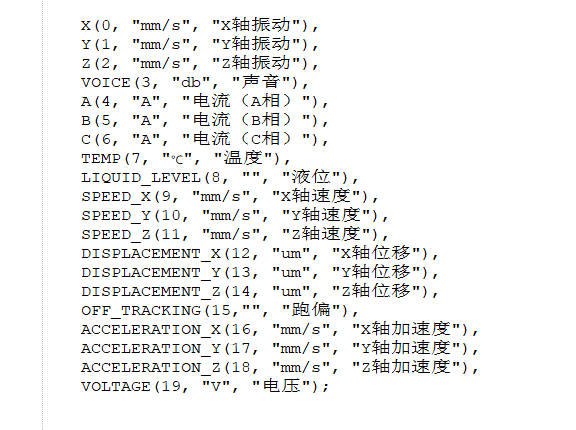 X(0, "mm/s", "X轴振动"),
Y(1, "mm/s", "Y轴振动"),
Z(2, "mm/s", "Z轴振动"),
VOICE(3, "db", "声音"),
A(4, "A", "电流（A相）"),
B(5, "A", "电流（B相）"),
C(6, "A", "电流（C相）"),
TEMP(7, "℃", "温度"),
LIQUID_LEVEL(8, "", "液位"),
SPEED_X(9, "mm/s", "X轴速度"),
SPEED_Y(10, "mm/s", "Y轴速度"),
SPEED_Z(11, "mm/s", "Z轴速度"),
DISPLACEMENT_X(12, "um", "X轴位移"),
DISPLACEMENT_Y(13, "um", "Y轴位移"),
DISPLACEMENT_Z(14, "um", "Z轴位移"),
OFF_TRACKING(15,"", "跑偏"),
ACCELERATION_X(16, "mm/s", "X轴加速度"),
ACCELERATION_Y(17, "mm/s", "Y轴加速度"),
ACCELERATION_Z(18, "mm/s", "Z轴加速度"),
VOLTAGE(19, "V", "电压");